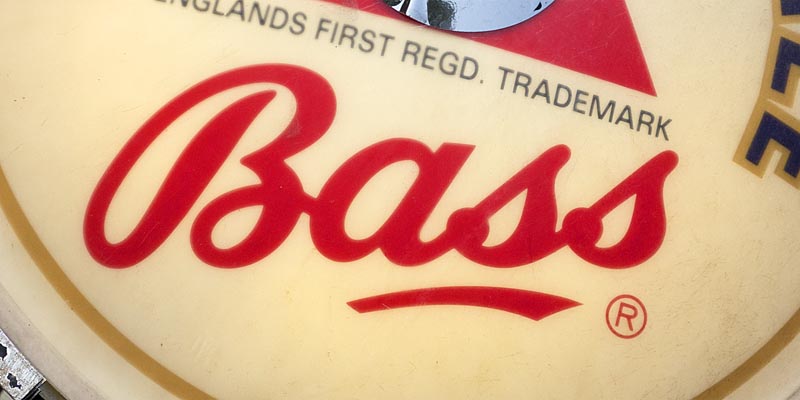 ENGLANDS FIRST REGD. TRADEMARK
Bass
®